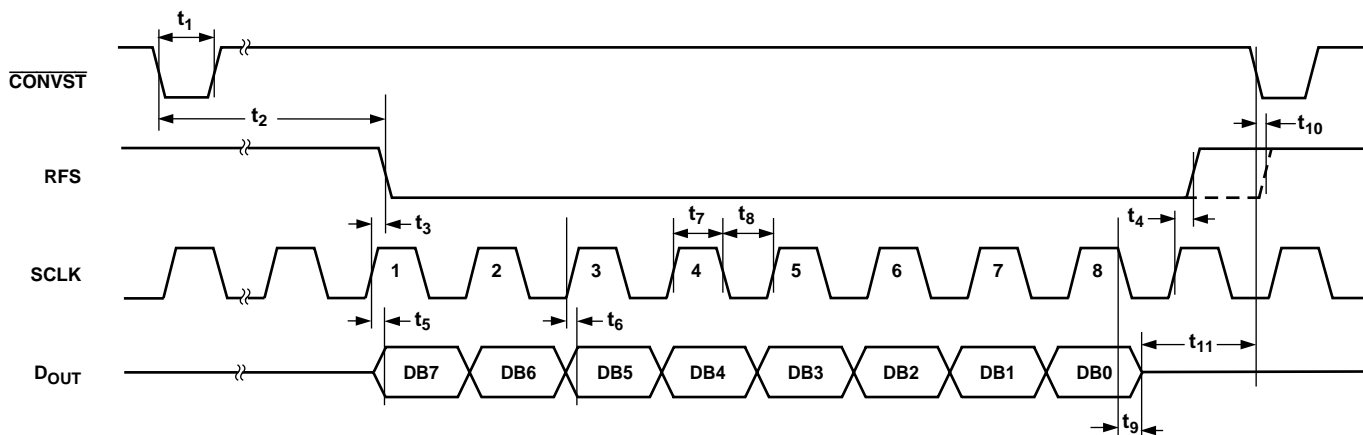 t1
CONVST
t2
t10
RFS
t3
t7
t8
t4
SCLK
1 2 3 4 5 6 7 8
t5
t6
t11
DOUT
DB7 DB6 DB5 DB4 DB3 DB2 DB1 DB0
t9